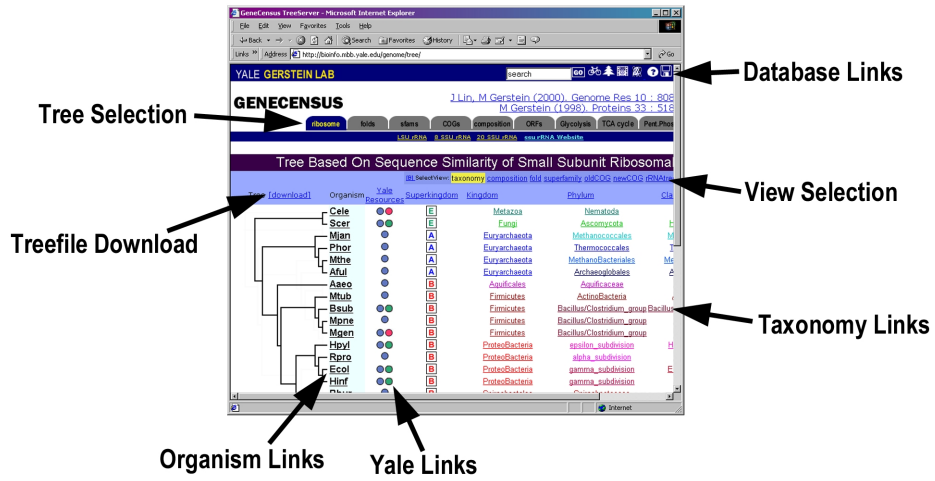 GeneCensus TreeServer - Microsoft Internet Explorer
File Edit View Favorites Tools Help
Back Search Favorites History
Links » Address http://bioinfo.mbb.yale.edu/genome/tree/ Go
YALE GERSTEIN LAB search GO
Database Links
GENECENSUS
J Lin, M Gerstein (2000). Genome Res 10 : 808
M Gerstein (1998). Proteins 33 : 518
Tree Selection
ribosome folds sfams COGs composition ORFs Glycolysis TCA cycle Pent.Phos
LSU rRNA 8 SSU rRNA 20 SSU rRNA ssu rRNA Website
Tree Based On Sequence Similarity of Small Subunit Ribosomal
SelectView: taxonomy composition fold superfamily oldCOG newCOG rRNAtree
View Selection
Tree [download] Organism Yale Resources Superkingdom Kingdom Phylum Cla
Treefile Download
Cele E Metazoa Nematoda
Scer E Fungi Ascomycota H
Mjan A Euryarchaeota Methanococcales M
Phor A Euryarchaeota Thermococcales T
Mthe A Euryarchaeota MethanoBacteriales Me
Aful A Euryarchaeota Archaeoglobales A
Aaeo B Aquificales Aquificaceae
Mtub B Firmicutes ActinoBacteria
Bsub B Firmicutes Bacillus/Clostridium_group Bacillus
Mpne B Firmicutes Bacillus/Clostridium_group
Mgen B Firmicutes Bacillus/Clostridium_group
Taxonomy Links
Hpyl B ProteoBacteria epsilon_subdivision H
Rpro B ProteoBacteria alpha_subdivision
Ecol B ProteoBacteria gamma_subdivision E
Hinf B ProteoBacteria gamma_subdivision
Internet
Organism Links
Yale Links